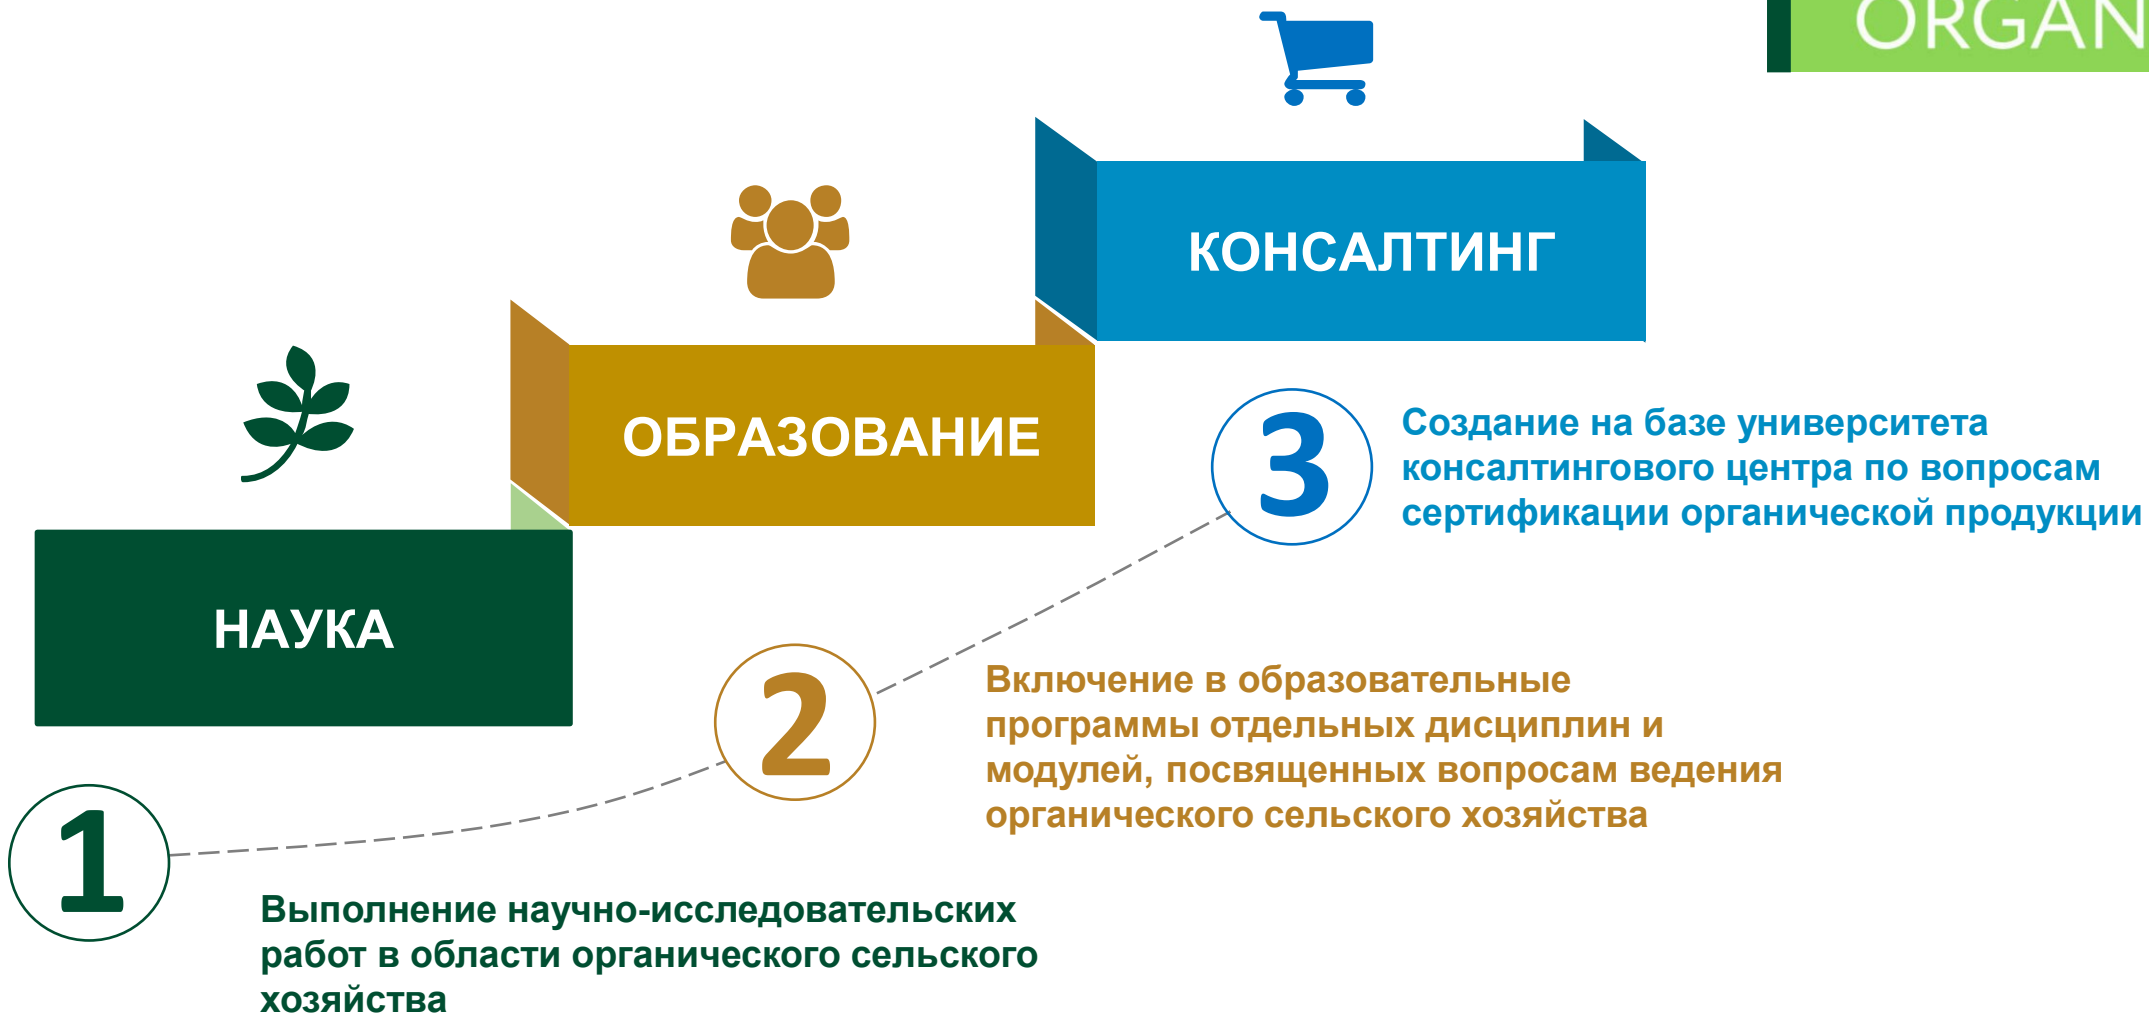 ORGAN
КОНСАЛТИНГ
ОБРАЗОВАНИЕ
НАУКА
3
Создание на базе университета
консалтингового центра по вопросам
сертификации органической продукции
2
Включение в образовательные
программы отдельных дисциплин и
модулей, посвященных вопросам ведения
органического сельского хозяйства
1
Выполнение научно-исследовательских
работ в области органического сельского
хозяйства